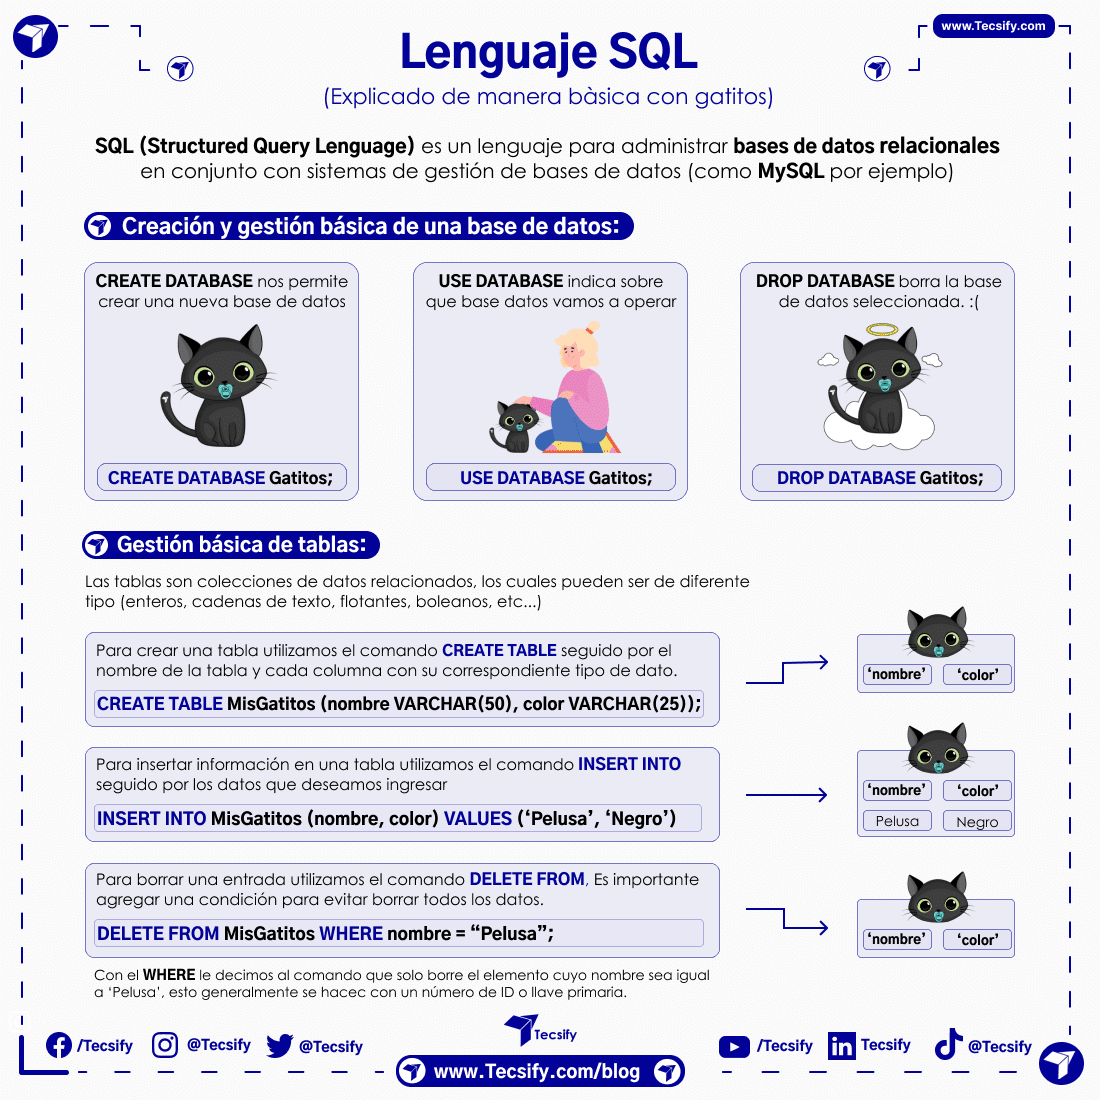 www.Tecsify.com
Lenguaje SQL
(Explicado de manera bàsica con gatitos)
SQL (Structured Query Language) es un lenguaje para administrar bases de datos relacionales
en conjunto con sistemas de gestión de bases de datos (como MySQL por ejemplo)
Creación y gestión básica de una base de datos:
CREATE DATABASE nos permite
crear una nueva base de datos
CREATE DATABASE Gatitos;
USE DATABASE indica sobre
que base datos vamos a operar
USE DATABASE Gatitos;
DROP DATABASE borra la base
de datos seleccionada. :(
DROP DATABASE Gatitos;
Gestión básica de tablas:
Las tablas son colecciones de datos relacionados, los cuales pueden ser de diferente
tipo (enteros, cadenas de texto, flotantes, boleanos, etc...)
Para crear una tabla utilizamos el comando CREATE TABLE seguido por el
nombre de la tabla y cada columna con su correspondiente tipo de dato.
CREATE TABLE MisGatitos (nombre VARCHAR(50), color VARCHAR(25));
‘nombre’ ‘color’
Para insertar información en una tabla utilizamos el comando INSERT INTO
seguido por los datos que deseamos ingresar
INSERT INTO MisGatitos (nombre, color) VALUES (‘Pelusa’, ‘Negro’)
‘nombre’ ‘color’
Pelusa Negro
Para borrar una entrada utilizamos el comando DELETE FROM, Es importante
agregar una condición para evitar borrar todos los datos.
DELETE FROM MisGatitos WHERE nombre = “Pelusa”;
‘nombre’ ‘color’
Con el WHERE le decimos al comando que solo borre el elemento cuyo nombre sea igual
a ‘Pelusa’, esto generalmente se hacec con un número de ID o llave primaria.
/Tecsify @Tecsify @Tecsify
Tecsify
/Tecsify Tecsify @Tecsify
www.Tecsify.com/blog